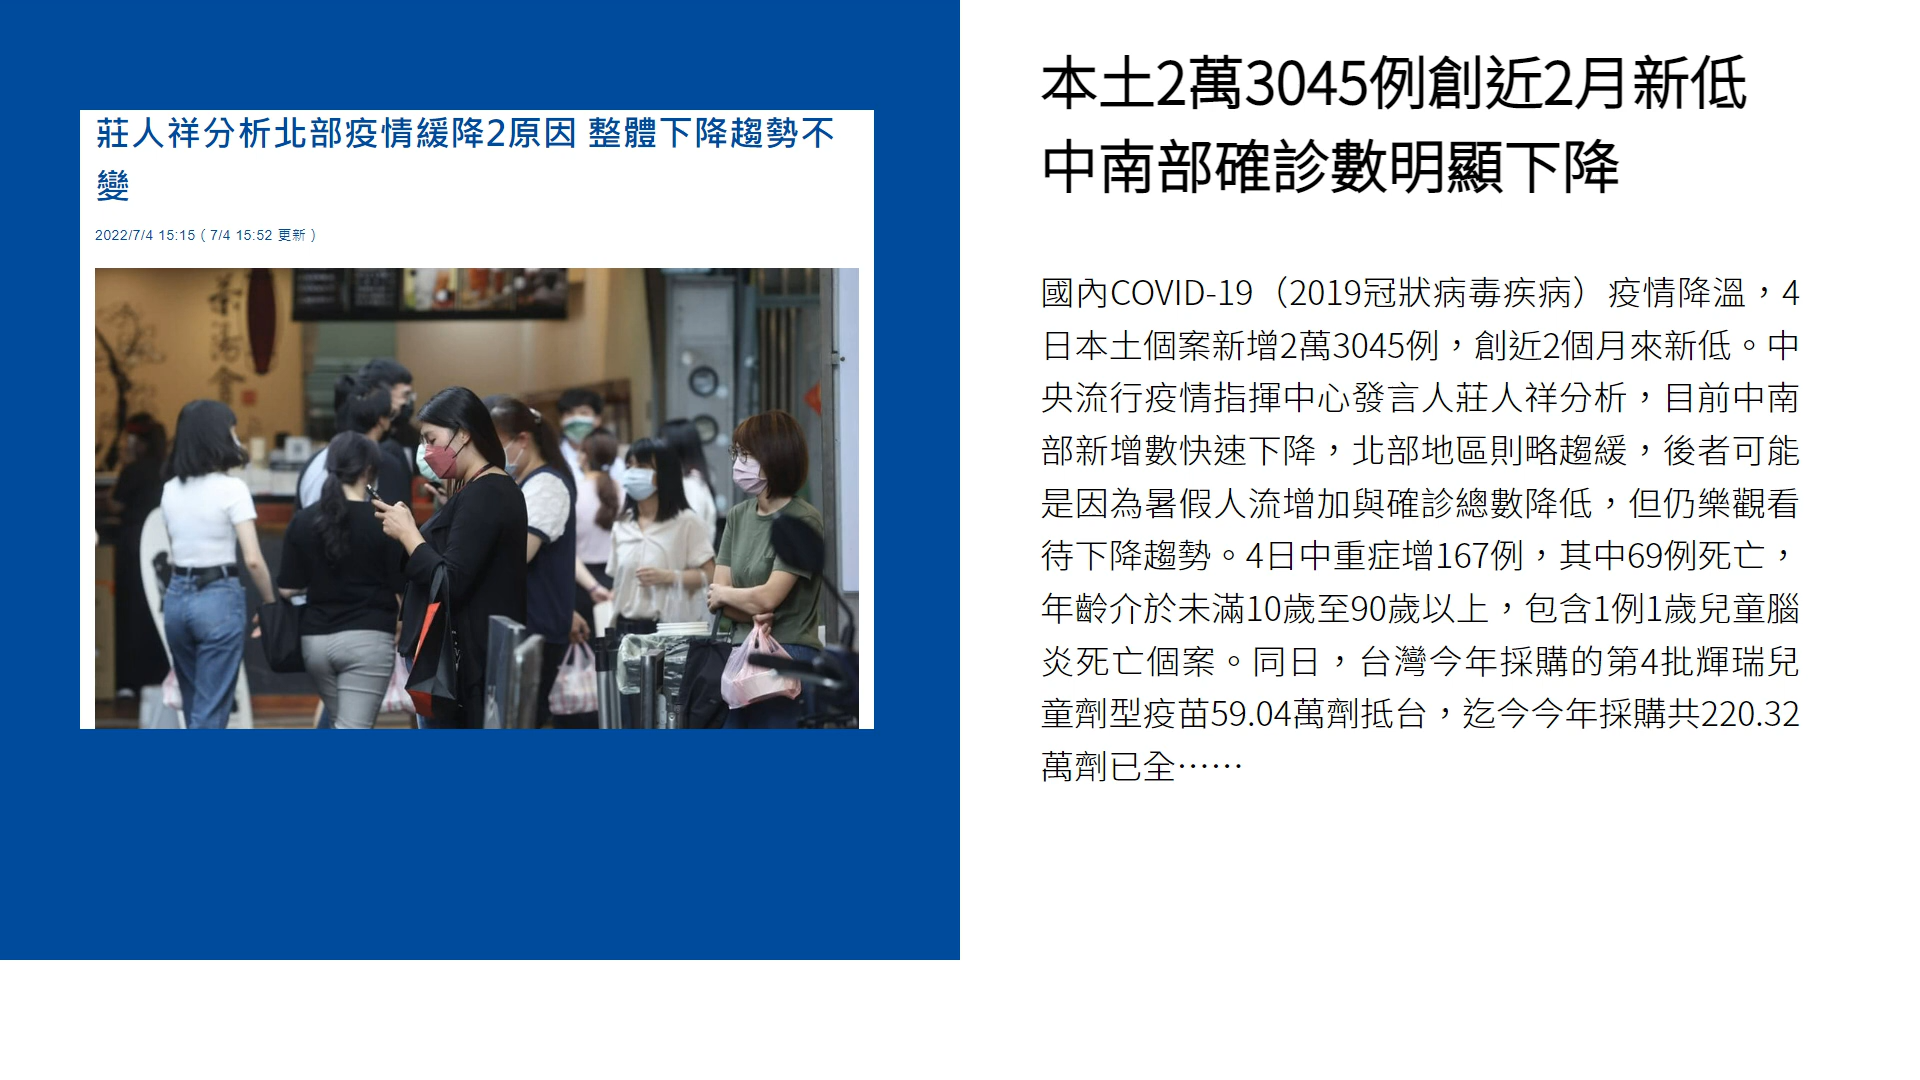 莊人祥分析北部疫情緩降2原因 整體下降趨勢不
變
2022/7/4 15:15（7/4 15:52 更新）
本土2萬3045例創近2月新低
中南部確診數明顯下降
國內COVID-19（2019冠狀病毒疾病）疫情降溫，4
日本土個案新增2萬3045例，創近2個月來新低。中
央流行疫情指揮中心發言人莊人祥分析，目前中南
部新增數快速下降，北部地區則略趨緩，後者可能
是因為暑假人流增加與確診總數降低，但仍樂觀看
待下降趨勢。4日中重症增167例，其中69例死亡，
年齡介於未滿10歲至90歲以上，包含1例1歲兒童腦
炎死亡個案。同日，台灣今年採購的第4批輝瑞兒
童劑型疫苗59.04萬劑抵台，迄今今年採購共220.32
萬劑已全⋯⋯